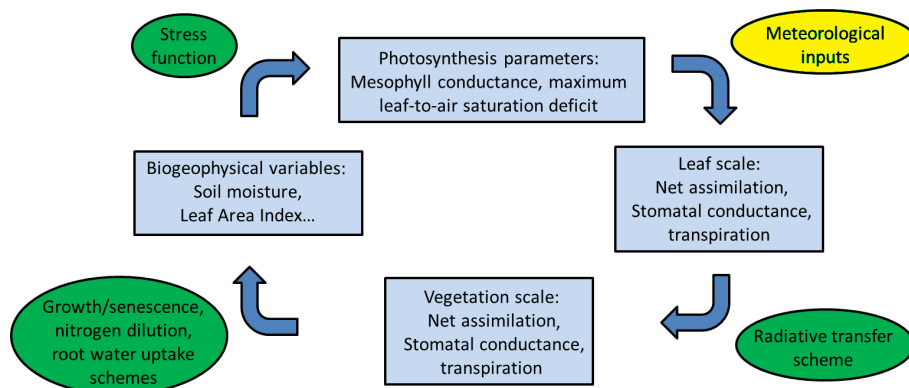 Stress
function
Photosynthesis parameters:
Mesophyll conductance, maximum
leaf-to-air saturation deficit
Meteorological
inputs
Biogeophysical variables:
Soil moisture,
Leaf Area Index...
Leaf scale:
Net assimilation,
Stomatal conductance,
transpiration
Growth/senescence,
nitrogen dilution,
root water uptake
schemes
Vegetation scale:
Net assimilation,
Stomatal conductance,
transpiration
Radiative transfer
scheme